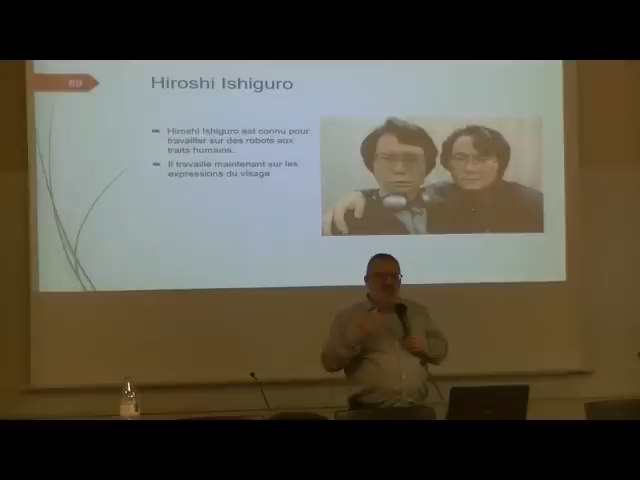 69
Hiroshi Ishiguro
Hiroshi Ishiguro est connu pour
travailler sur des robots aux
traits humains.
Il travaille maintenant sur les
expressions du visage